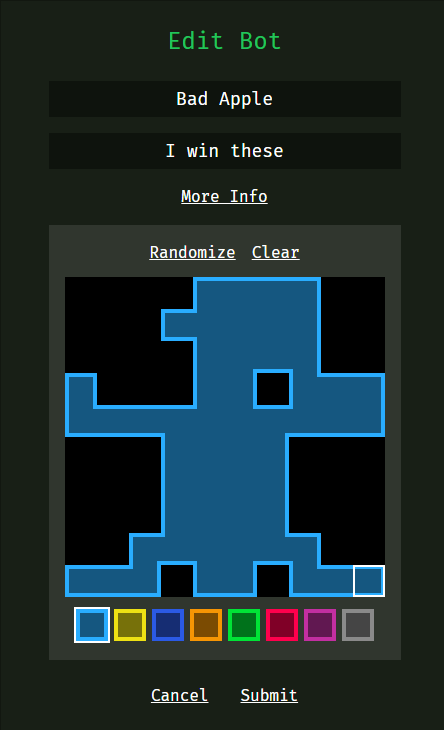 Edit Bot
Bad Apple
I win these
More Info
Randomize Clear
Cancel Submit